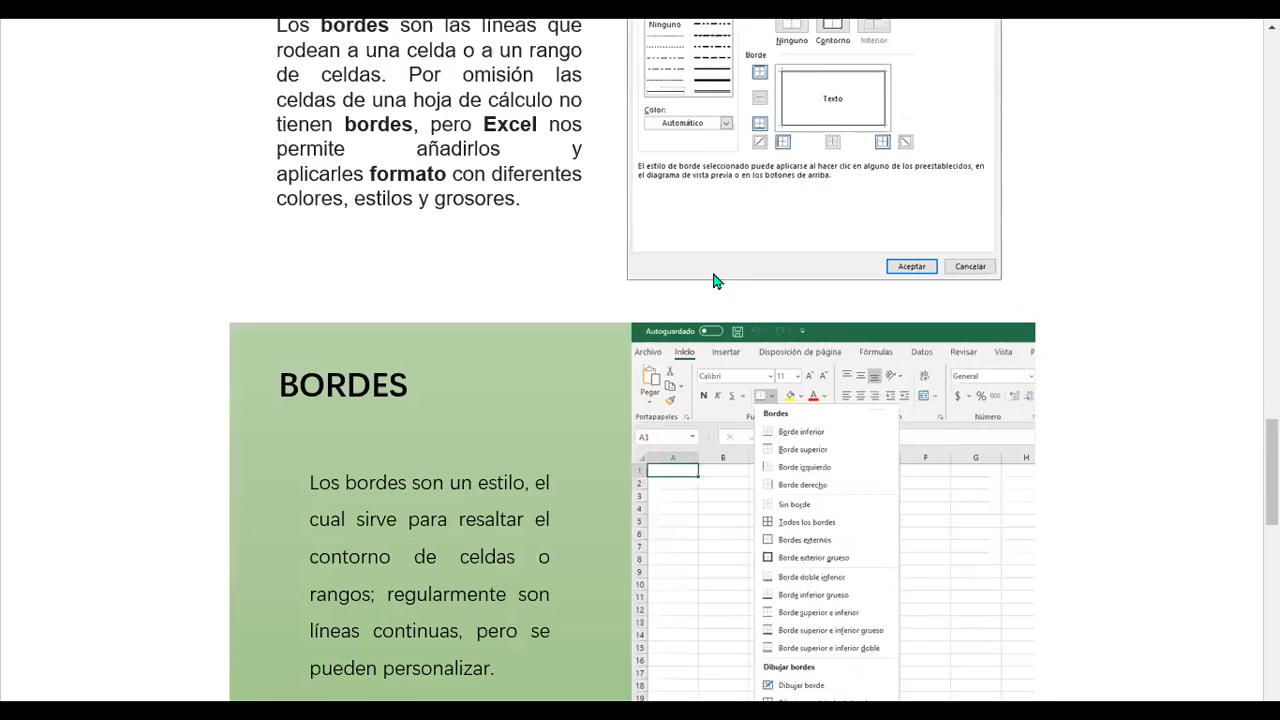 Los bordes son las líneas que
rodean a una celda o a un rango
de celdas. Por omisión las
celdas de una hoja de cálculo no
tienen bordes, pero Excel nos
permite añadirlos y
aplicarles formato con diferentes
colores, estilos y grosores.
Ninguno
Ninguno Contorno Interior
Borde
Texto
Color:
Automático
El estilo de borde seleccionado puede aplicarse al hacer clic en alguno de los preestablecidos, en
el diagrama de vista previa o en los botones de arriba.
Aceptar Cancelar
BORDES
Los bordes son un estilo, el
cual sirve para resaltar el
contorno de celdas o
rangos; regularmente son
líneas continuas, pero se
pueden personalizar.
Autoguardado
Archivo Inicio Insertar Disposición de página Fórmulas Datos Revisar Vista
Pegar
Calibri 11
General
N K S
$ % 000
Portapapeles Fu Número
A1
A B F G H
1
2
3
4
5
6
7
8
9
10
11
12
13
14
15
16
17
18
19
Bordes
Borde inferior
Borde superior
Borde izquierdo
Borde derecho
Sin borde
Todos los bordes
Bordes externos
Borde exterior grueso
Borde doble inferior
Borde inferior grueso
Borde superior e inferior
Borde superior e inferior grueso
Borde superior e inferior doble
Dibujar bordes
Dibujar borde